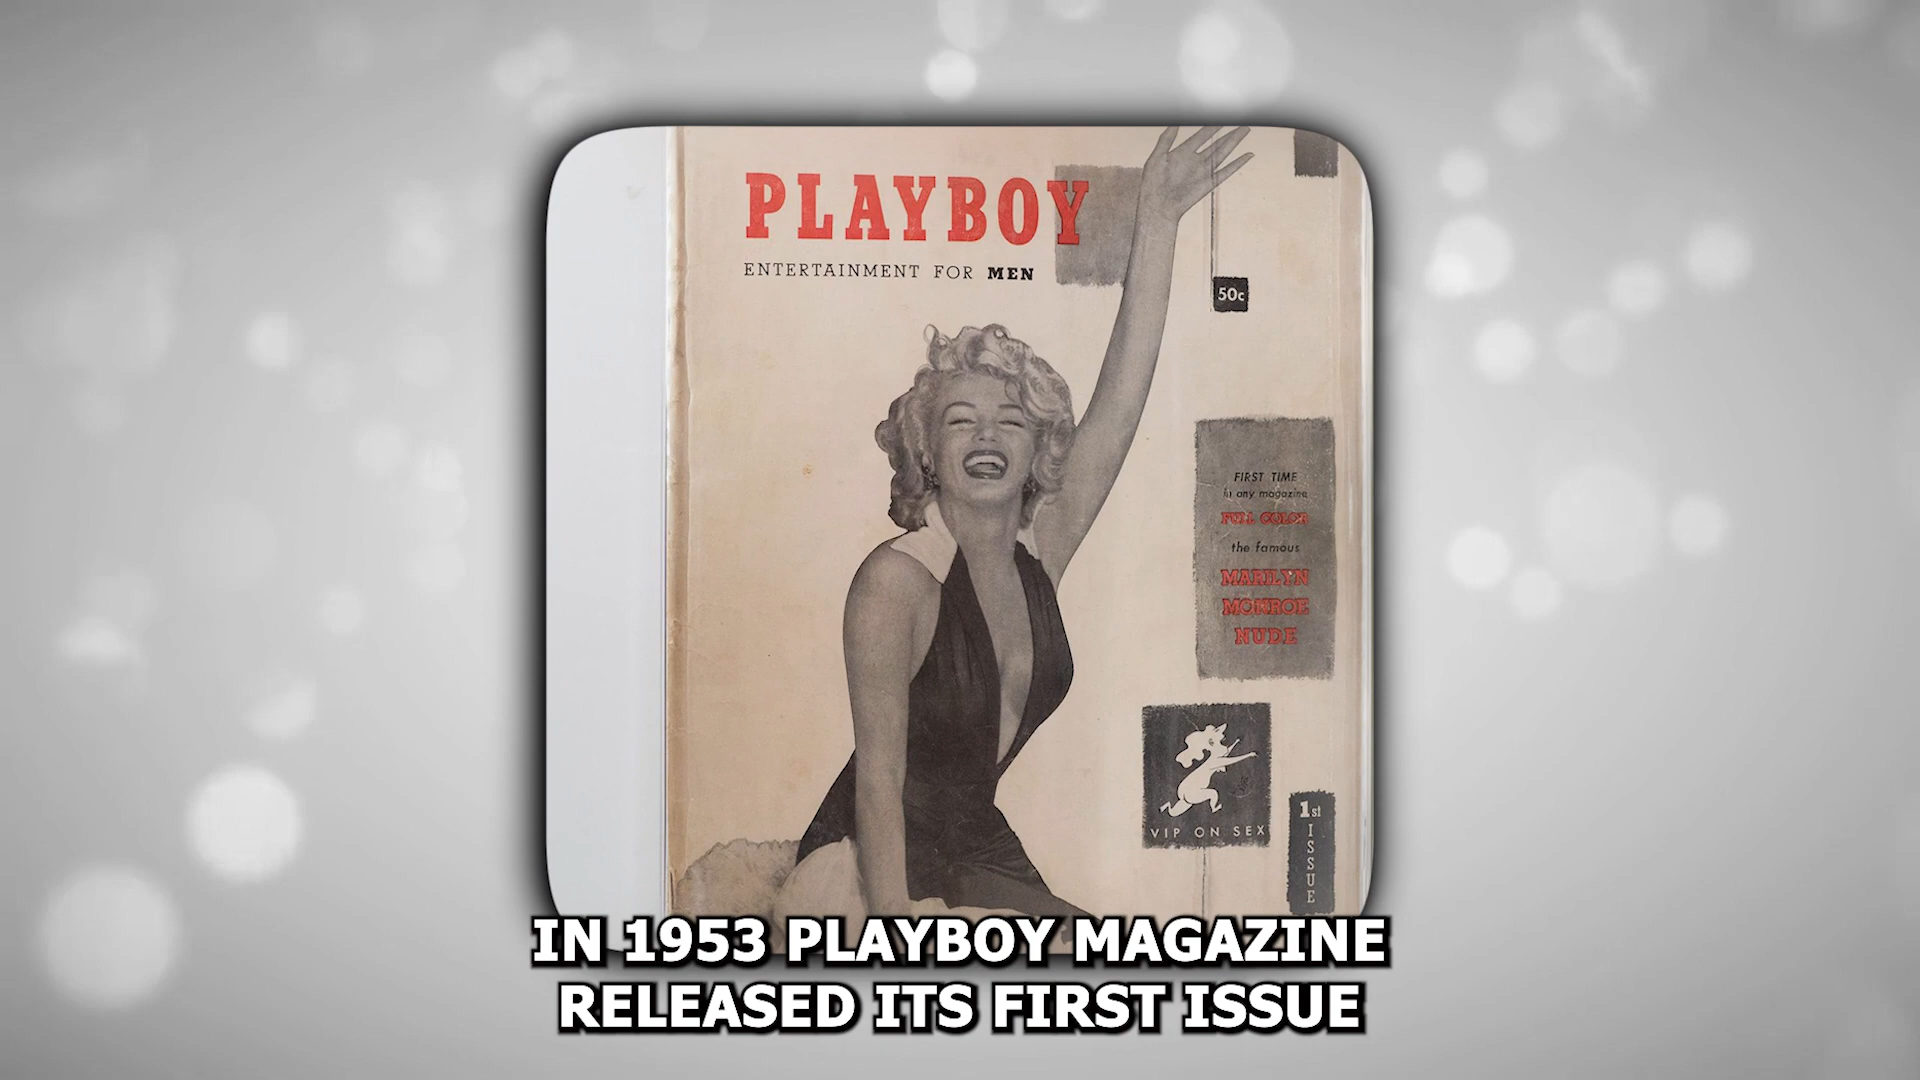 PLAYBOY
ENTERTAINMENT FOR MEN
50c
FIRST TIME
in any magazine
FULL COLOR
the famous
MARILYN
MONROE
NUDE
VIP ON SEX
1st
ISSUE
IN 1953 PLAYBOY MAGAZINE
RELEASED ITS FIRST ISSUE